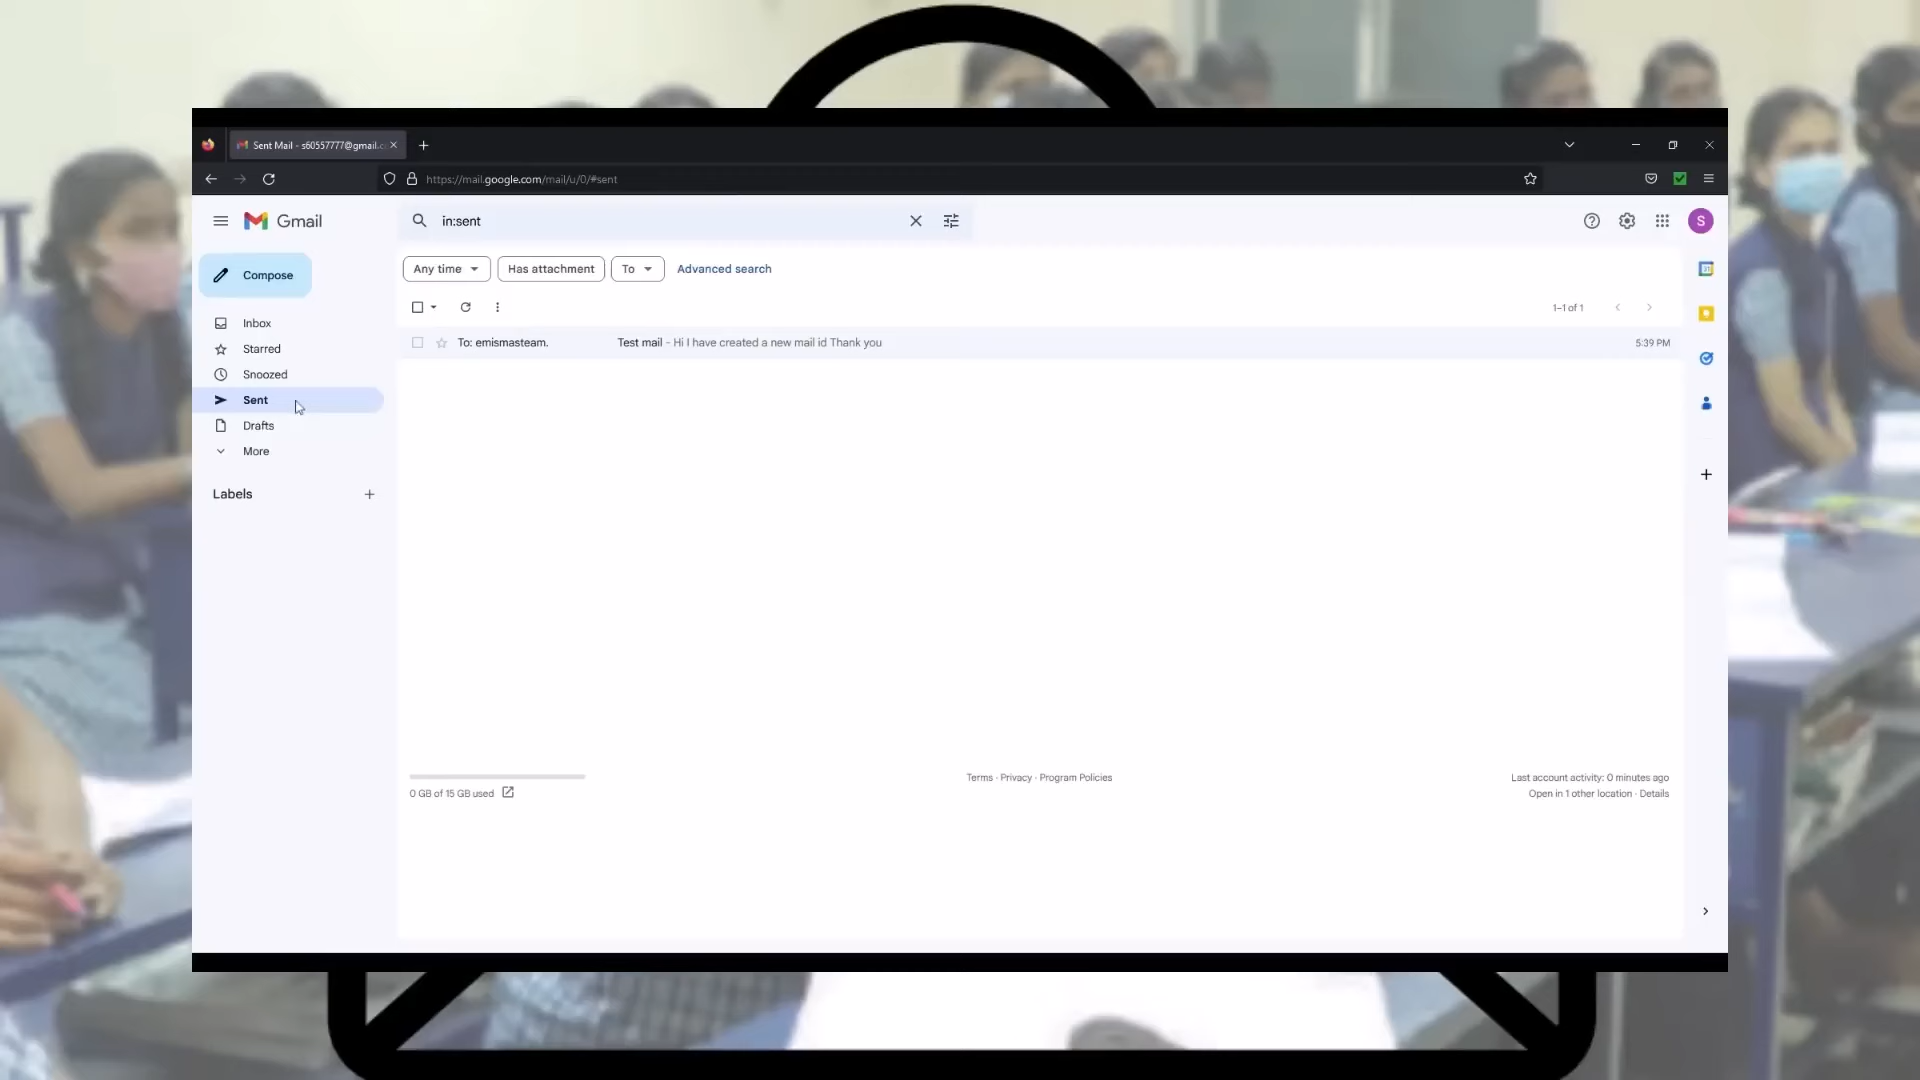 Sent Mail - s60557777@gmail.c
https://mail.google.com/mail/u/0/#sent
Gmail
in:sent
S
Compose
Any time
Has attachment
To
Advanced search
1–1 of 1
Inbox
Starred
Snoozed
Sent
Drafts
More
Labels
To: emismasteam.
Test mail - Hi I have created a new mail id Thank you
5:39 PM
0 GB of 15 GB used
Terms · Privacy · Program Policies
Last account activity: 0 minutes ago
Open in 1 other location · Details